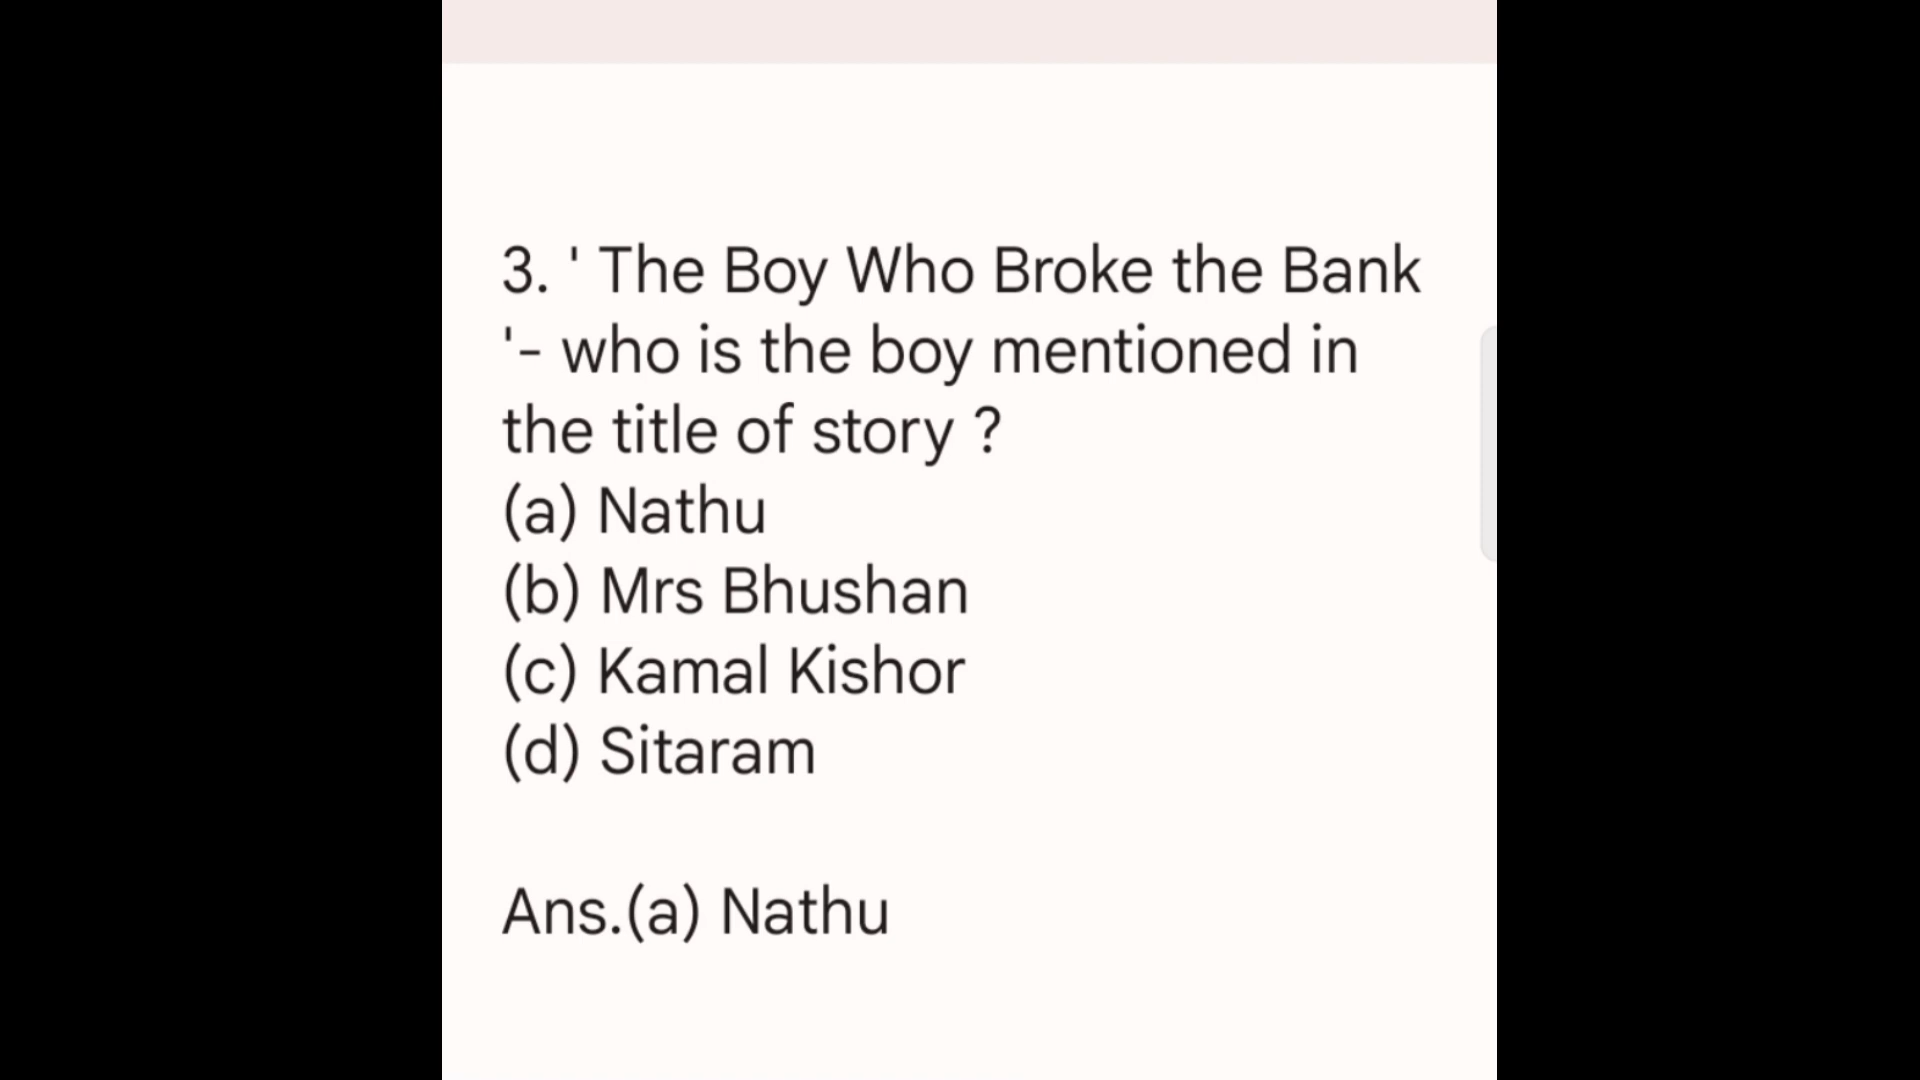 3. ' The Boy Who Broke the Bank
'- who is the boy mentioned in
the title of story ?
(a) Nathu
(b) Mrs Bhushan
(c) Kamal Kishor
(d) Sitaram
Ans.(a) Nathu